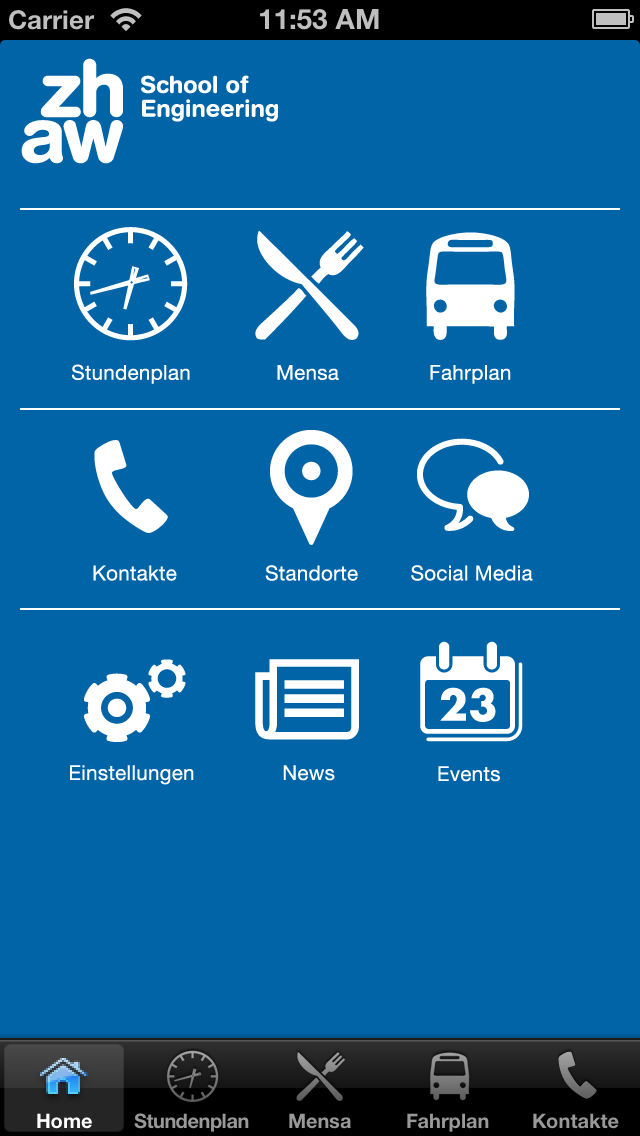 Carrier 11:53 AM
zh
aw
School of
Engineering
Stundenplan Mensa Fahrplan
Kontakte Standorte Social Media
23
Einstellungen News Events
Home Stundenplan Mensa Fahrplan Kontakte